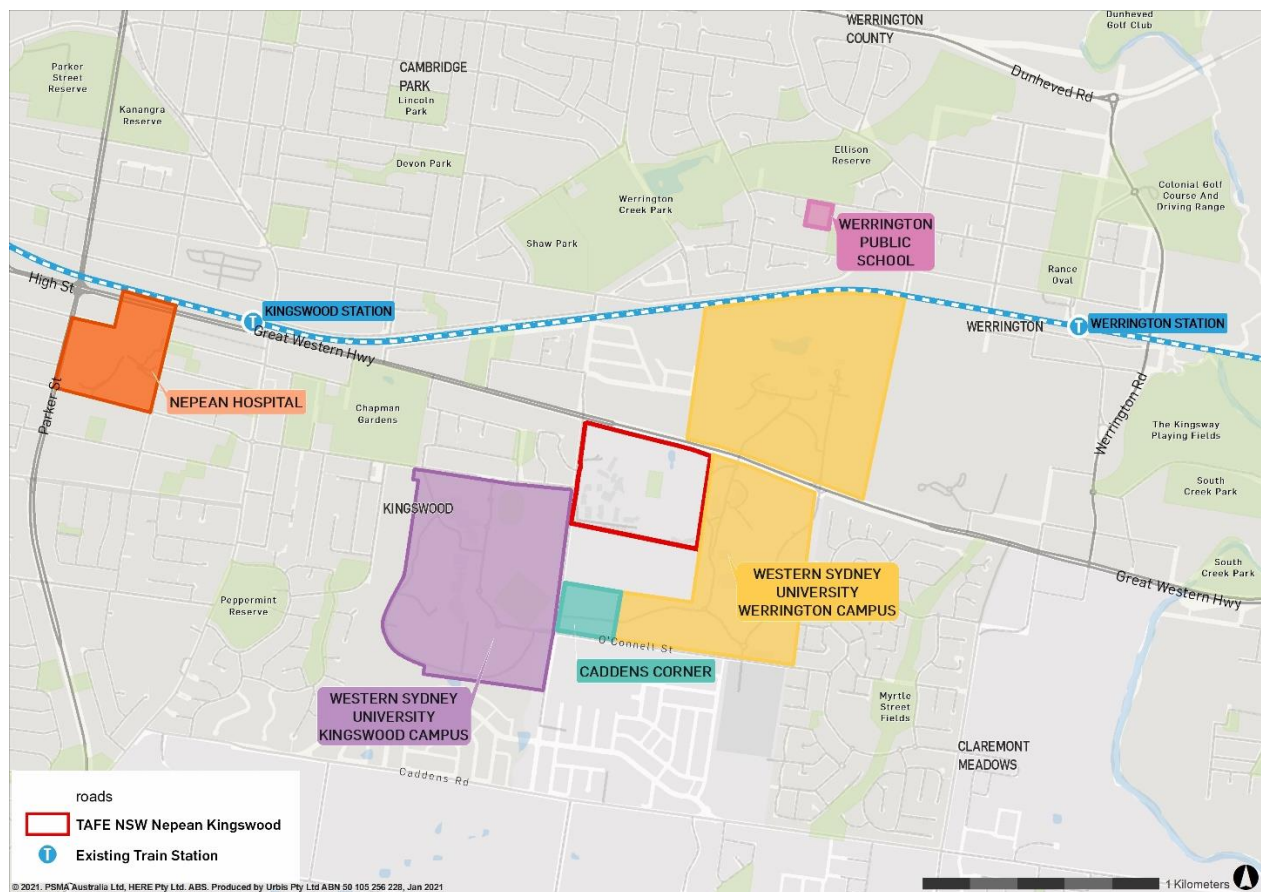 WERRINGTON
COUNTY
Dunheved
Golf Club
Parker
Street
Reserve
CAMBRIDGE
PARK
Dunheved Rd
Kanangra
Reserve
Lincoln
Park
Devon Park
Ellison
Reserve
Colonial Golf
Course And
Driving Range
Werrington
Creek Park
WERRINGTON
PUBLIC
SCHOOL
Shaw Park
Rance
Oval
High St
T
KINGSWOOD STATION
Great Western Hwy
WERRINGTON
T
WERRINGTON STATION
NEPEAN HOSPITAL
Parker St
Chapman
Gardens
Werrington Rd
The Kingsway
Playing Fields
South
Creek Park
KINGSWOOD
South
Creek Park
Great Western Hwy
WESTERN SYDNEY
UNIVERSITY
WERRINGTON CAMPUS
Peppermint
Reserve
O'Connell St
CADDENS CORNER
WESTERN SYDNEY
UNIVERSITY
KINGSWOOD CAMPUS
Myrtle
Street
Fields
CLAREMONT
MEADOWS
Caddens Rd
roads
TAFE NSW Nepean Kingswood
T
Existing Train Station
© 2021. PSMA Australia Ltd, HERE Pty Ltd. ABS. Produced by Urbis Pty Ltd ABN 50 105 256 228, Jan 2021
1 Kilometers